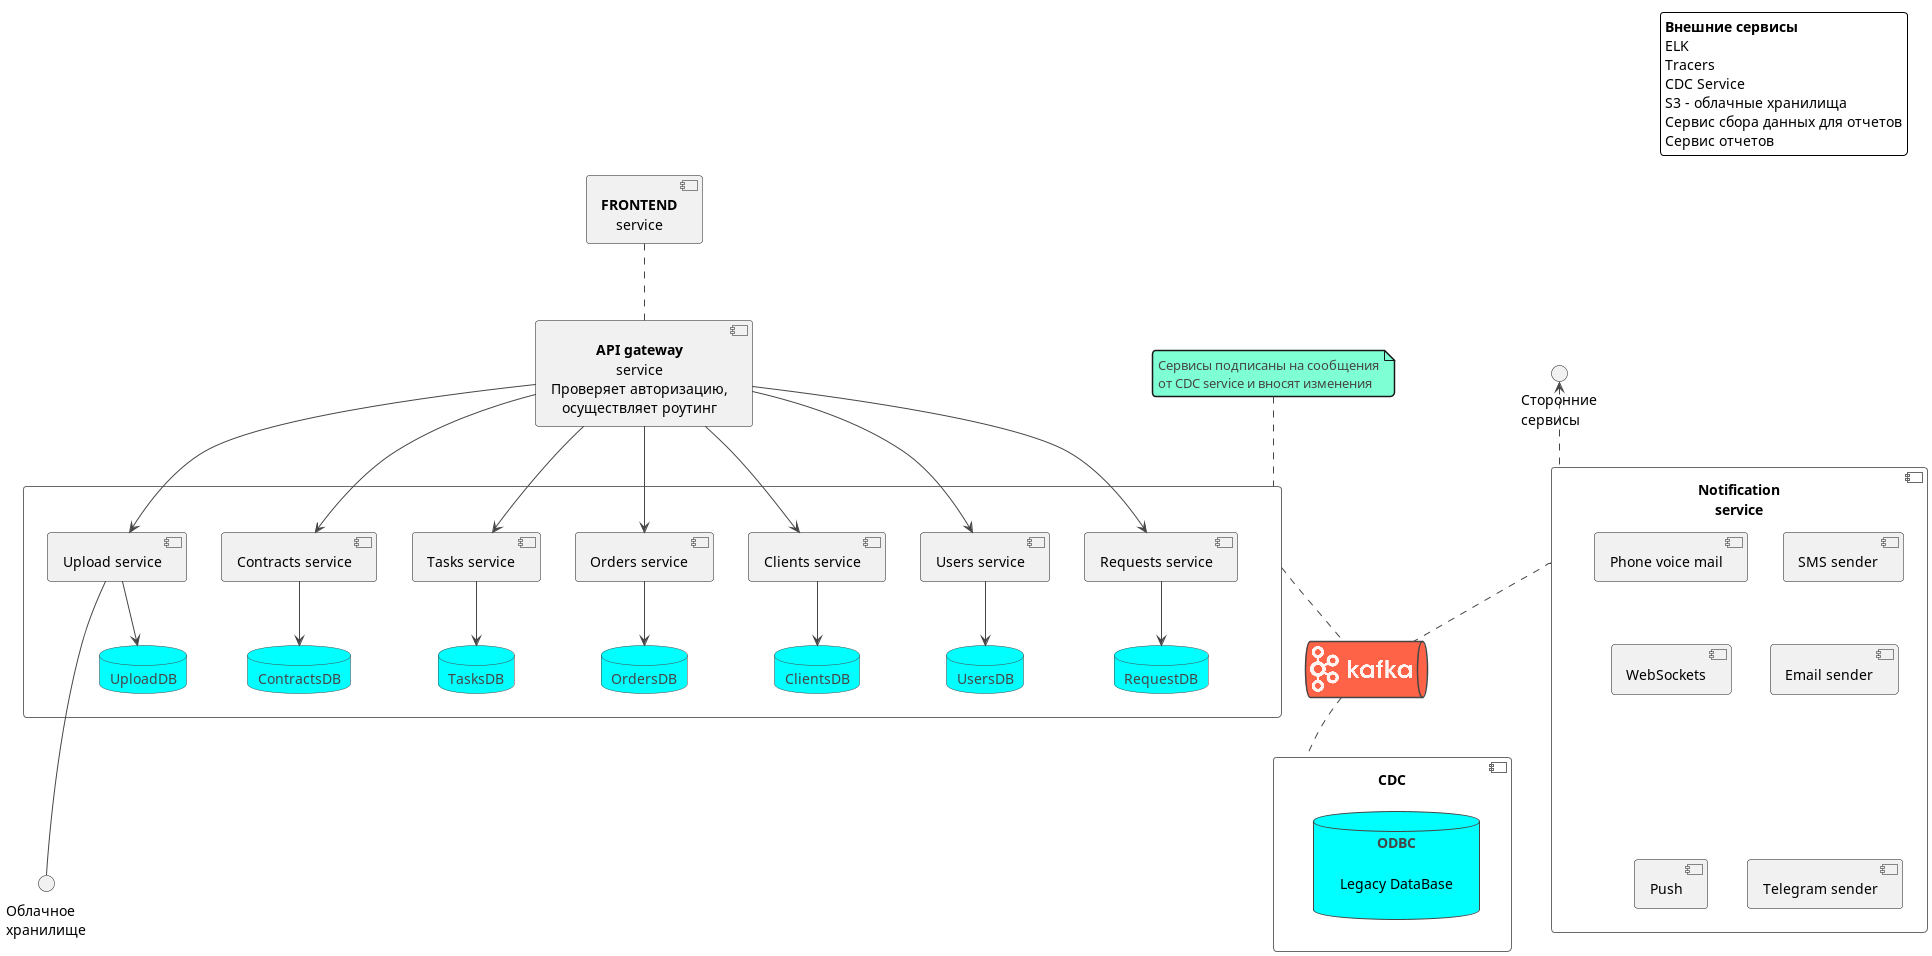 Внешние сервисы
ELK
Tracers
CDC Service
S3 - облачные хранилища
Сервис сбора данных для отчетов
Сервис отчетов
FRONTEND
service
API gateway
service
Проверяет авторизацию,
осуществляет роутинг
Сервисы подписаны на сообщения
от CDC service и вносят изменения
Сторонние
сервисы
Upload service
Contracts service
Tasks service
Orders service
Clients service
Users service
Requests service
UploadDB
ContractsDB
TasksDB
OrdersDB
ClientsDB
UsersDB
RequestDB
kafka
Notification
service
Phone voice mail
SMS sender
WebSockets
Email sender
Push
Telegram sender
CDC
ODBC
Legacy DataBase
Облачное
хранилище